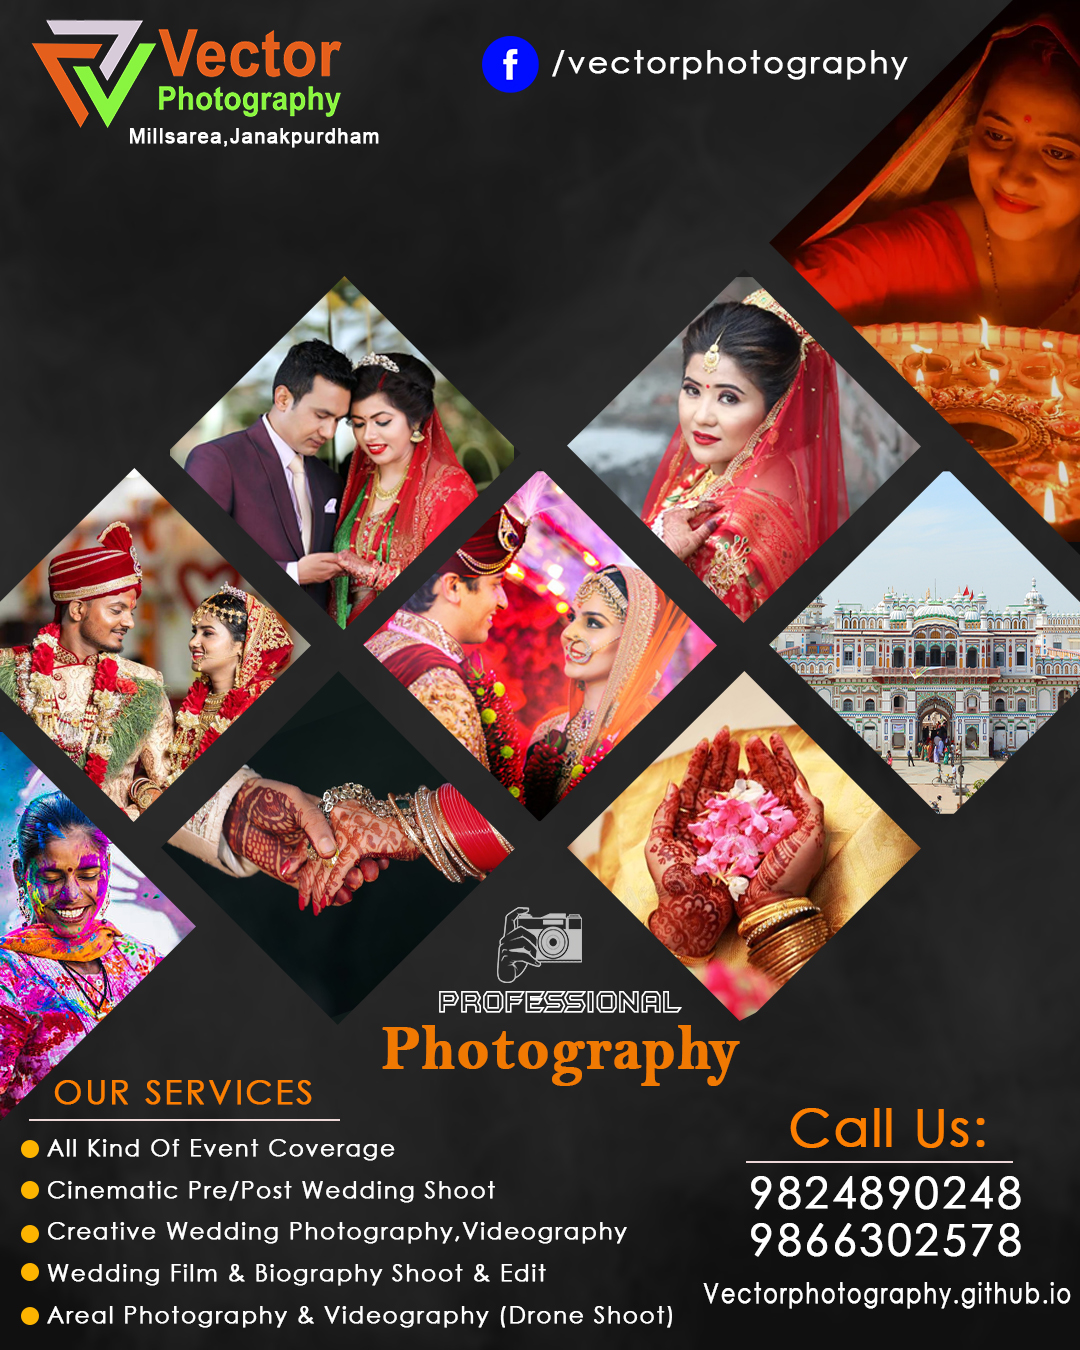 Vector
Photography
Millsarea,Janakpurdham
f /vectorphotography
PROFESSIONAL
Photography
OUR SERVICES
All Kind Of Event Coverage
Cinematic Pre/Post Wedding Shoot
Creative Wedding Photography,Videography
Wedding Film & Biography Shoot & Edit
Areal Photography & Videography (Drone Shoot)
Call Us:
9824890248
9866302578
Vectorphotography.github.io